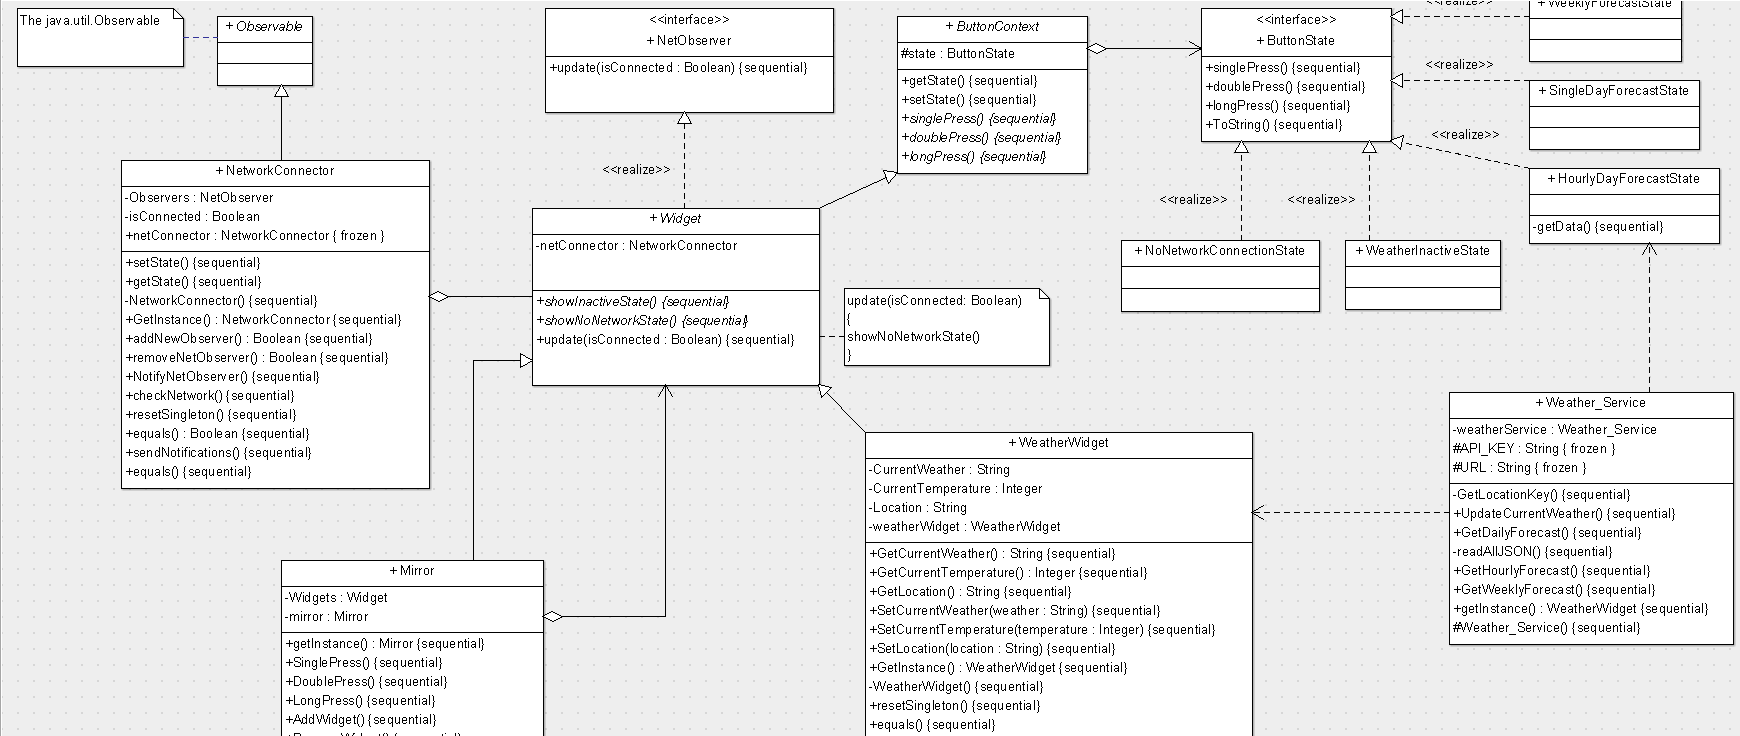 The java.util.Observable
+ Observable
<<interface>>
+ NetObserver
+update(isConnected : Boolean) {sequential}
+ ButtonContext
#state : ButtonState
+getState() {sequential}
+setState() {sequential}
+singlePress() {sequential}
+doublePress() {sequential}
+longPress() {sequential}
<<interface>>
+ ButtonState
+singlePress() {sequential}
+doublePress() {sequential}
+longPress() {sequential}
+ToString() {sequential}
<<realize>>
+ WeeklyForecastState
<<realize>>
+ SingleDayForecastState
<<realize>>
+ HourlyDayForecastState
-getData() {sequential}
<<realize>>
<<realize>>
<<realize>>
+ NoNetworkConnectionState
+ WeatherInactiveState
+ NetworkConnector
-Observers : NetObserver
-isConnected : Boolean
+netConnector : NetworkConnector { frozen }
+setState() {sequential}
+getState() {sequential}
-NetworkConnector() {sequential}
+GetInstance() : NetworkConnector {sequential}
+addNewObserver() : Boolean {sequential}
+removeNetObserver() : Boolean {sequential}
+NotifyNetObserver() {sequential}
+checkNetwork() {sequential}
+resetSingleton() {sequential}
+equals() : Boolean {sequential}
+sendNotifications() {sequential}
+equals() {sequential}
+ Widget
-netConnector : NetworkConnector
+showInactiveState() {sequential}
+showNoNetworkState() {sequential}
+update(isConnected : Boolean) {sequential}
update(isConnected: Boolean)
{
showNoNetworkState()
}
+ Weather_Service
-weatherService : Weather_Service
#API_KEY : String { frozen }
#URL : String { frozen }
-GetLocationKey() {sequential}
+UpdateCurrentWeather() {sequential}
+GetDailyForecast() {sequential}
-readAllJSON() {sequential}
+GetHourlyForecast() {sequential}
+GetWeeklyForecast() {sequential}
+getInstance() : WeatherWidget {sequential}
#Weather_Service() {sequential}
+ WeatherWidget
-CurrentWeather : String
-CurrentTemperature : Integer
-Location : String
-weatherWidget : WeatherWidget
+GetCurrentWeather() : String {sequential}
+GetCurrentTemperature() : Integer {sequential}
+GetLocation() : String {sequential}
+SetCurrentWeather(weather : String) {sequential}
+SetCurrentTemperature(temperature : Integer) {sequential}
+SetLocation(location : String) {sequential}
+GetInstance() : WeatherWidget {sequential}
-WeatherWidget() {sequential}
+resetSingleton() {sequential}
+equals() {sequential}
+ Mirror
-Widgets : Widget
-mirror : Mirror
+getInstance() : Mirror {sequential}
+SinglePress() {sequential}
+DoublePress() {sequential}
+LongPress() {sequential}
+AddWidget() {sequential}